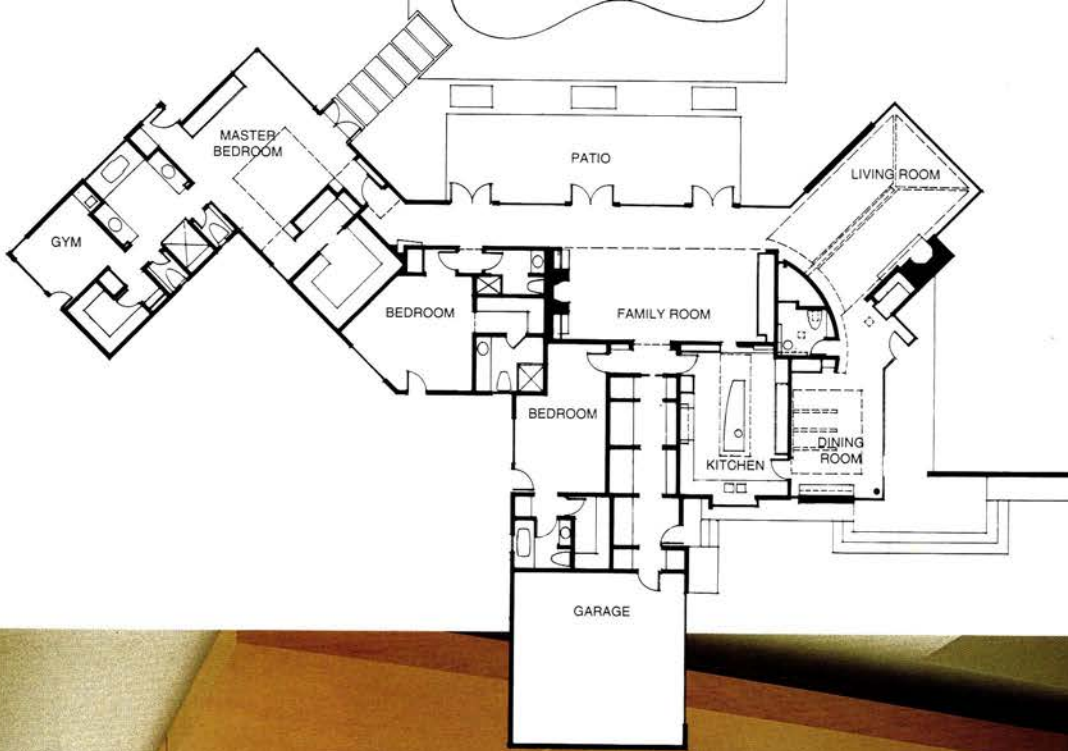 MASTER
BEDROOM
PATIO
LIVING ROOM
GYM
BEDROOM
FAMILY ROOM
BEDROOM
KITCHEN
DINING
ROOM
GARAGE